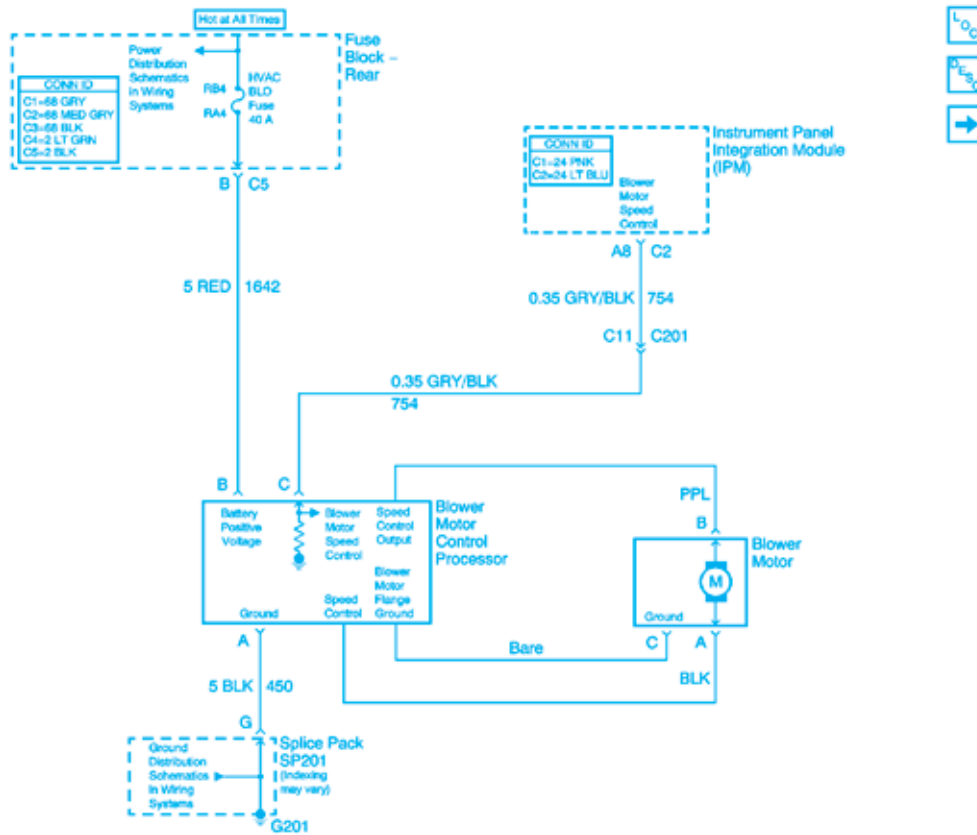 Hot at All Times
Fuse
Block –
Rear
Power
Distribution
Schematics
in Wiring
Systems
CONN ID
C1=68 GRY
C2=68 MED GRY
C3=68 BLK
C4=2 LT GRN
C5=2 BLK
RB4
RA4
HVAC
BLO
Fuse
40 A
B C5
Instrument Panel
Integration Module
(IPM)
CONN ID
C1=24 PNK
C2=24 LT BLU
Blower
Motor
Speed
Control
A8 C2
LOC
DESC
5 RED 1642
0.35 GRY/BLK 754
C11 C201
0.35 GRY/BLK
754
B C
Battery
Positive
Voltage
Blower
Motor
Speed
Control
Speed
Control
Output
Blower
Motor
Control
Processor
Ground
Speed
Control
Blower
Motor
Flange
Ground
PPL
B
Blower
Motor
M
Ground
C A
A
Bare
BLK
5 BLK 450
G
Ground
Distribution
Schematics
In Wiring
Systems
Splice Pack
SP201
(Indexing
may vary)
G201